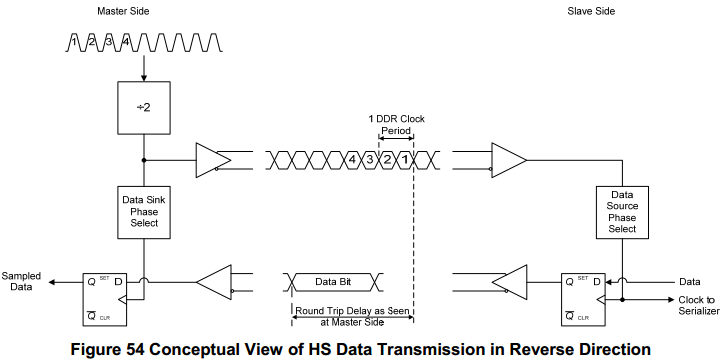 Master Side
Slave Side
1 2 3 4
÷2
1 DDR Clock
Period
4 3 2 1
Data Sink
Phase
Select
Data
Source
Phase
Select
Sampled
Data
Q SET D
Q CLR
Data Bit
Q SET D
Q CLR
Data
Clock to
Serializer
Round Trip Delay as Seen
at Master Side
Figure 54 Conceptual View of HS Data Transmission in Reverse Direction